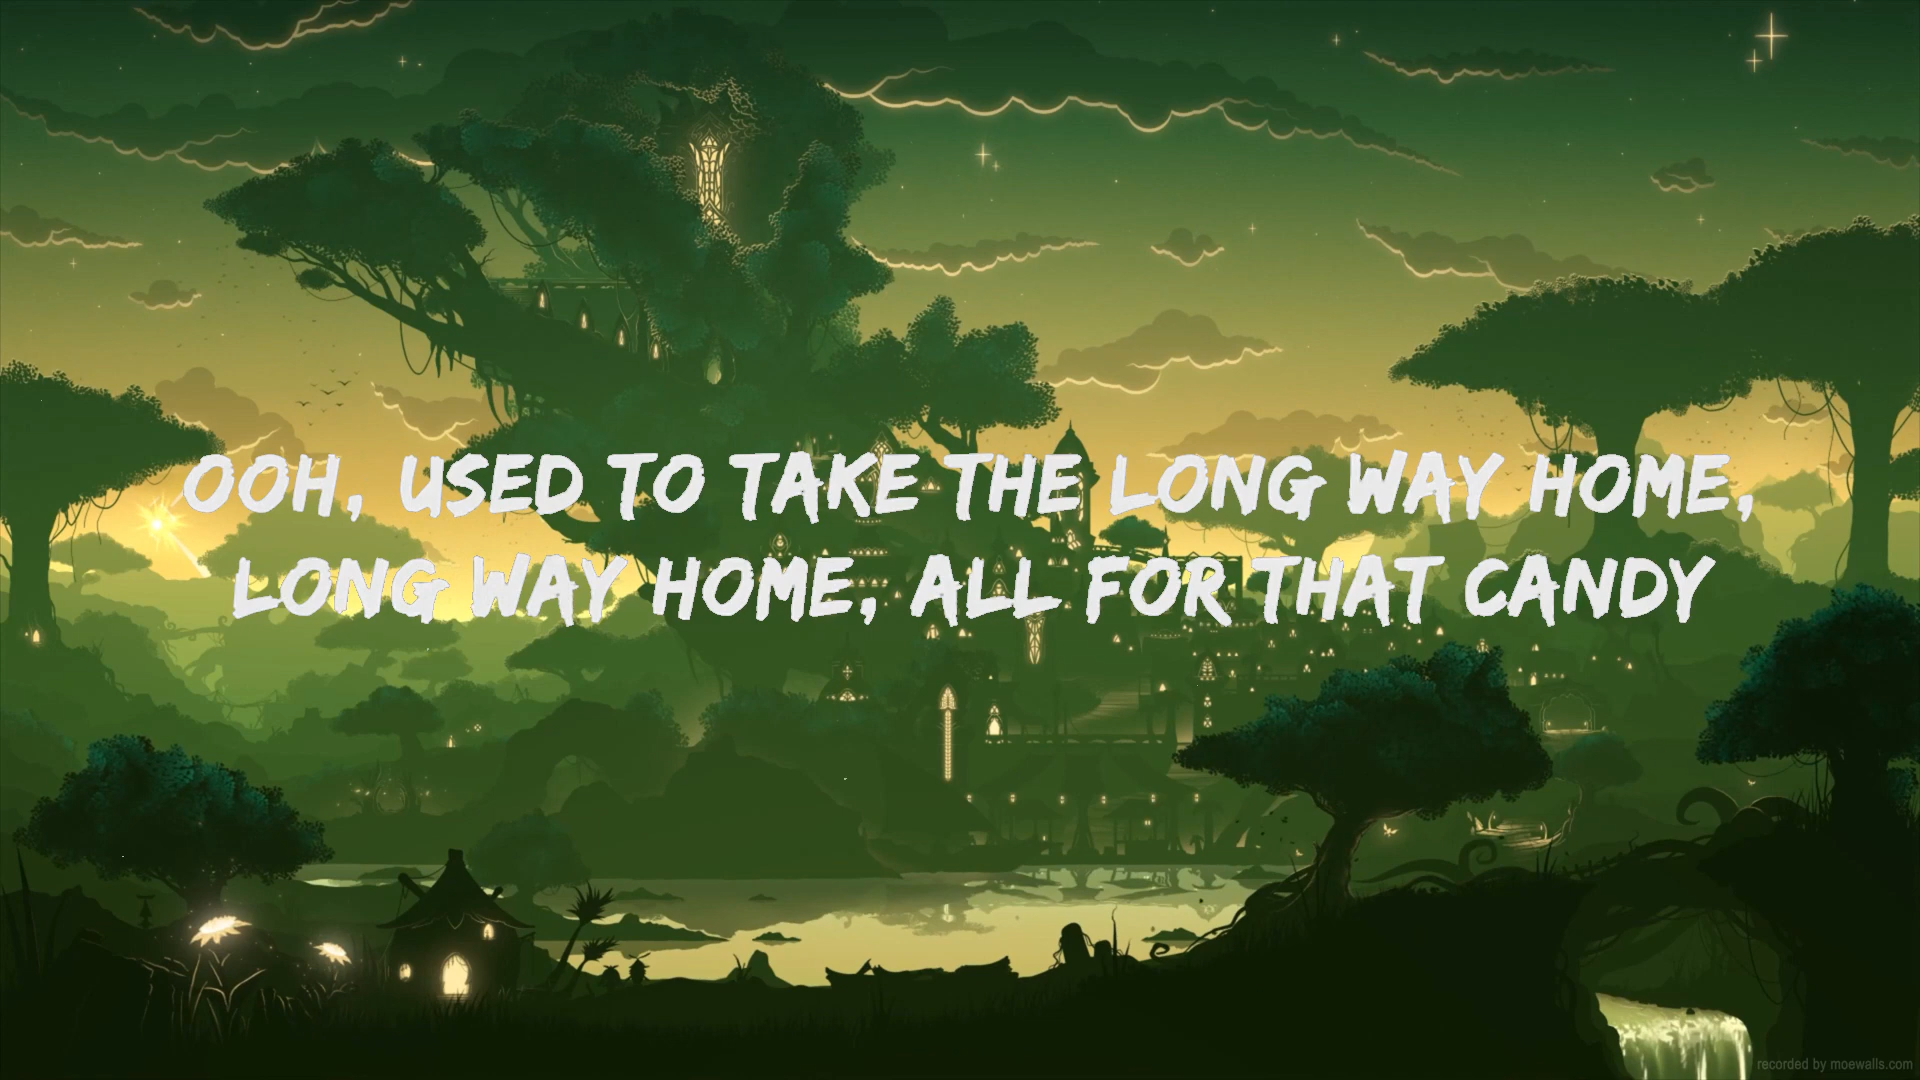 OOH, USED TO TAKE THE LONG WAY HOME,
LONG WAY HOME, ALL FOR THAT CANDY
recorded by moewalls.com